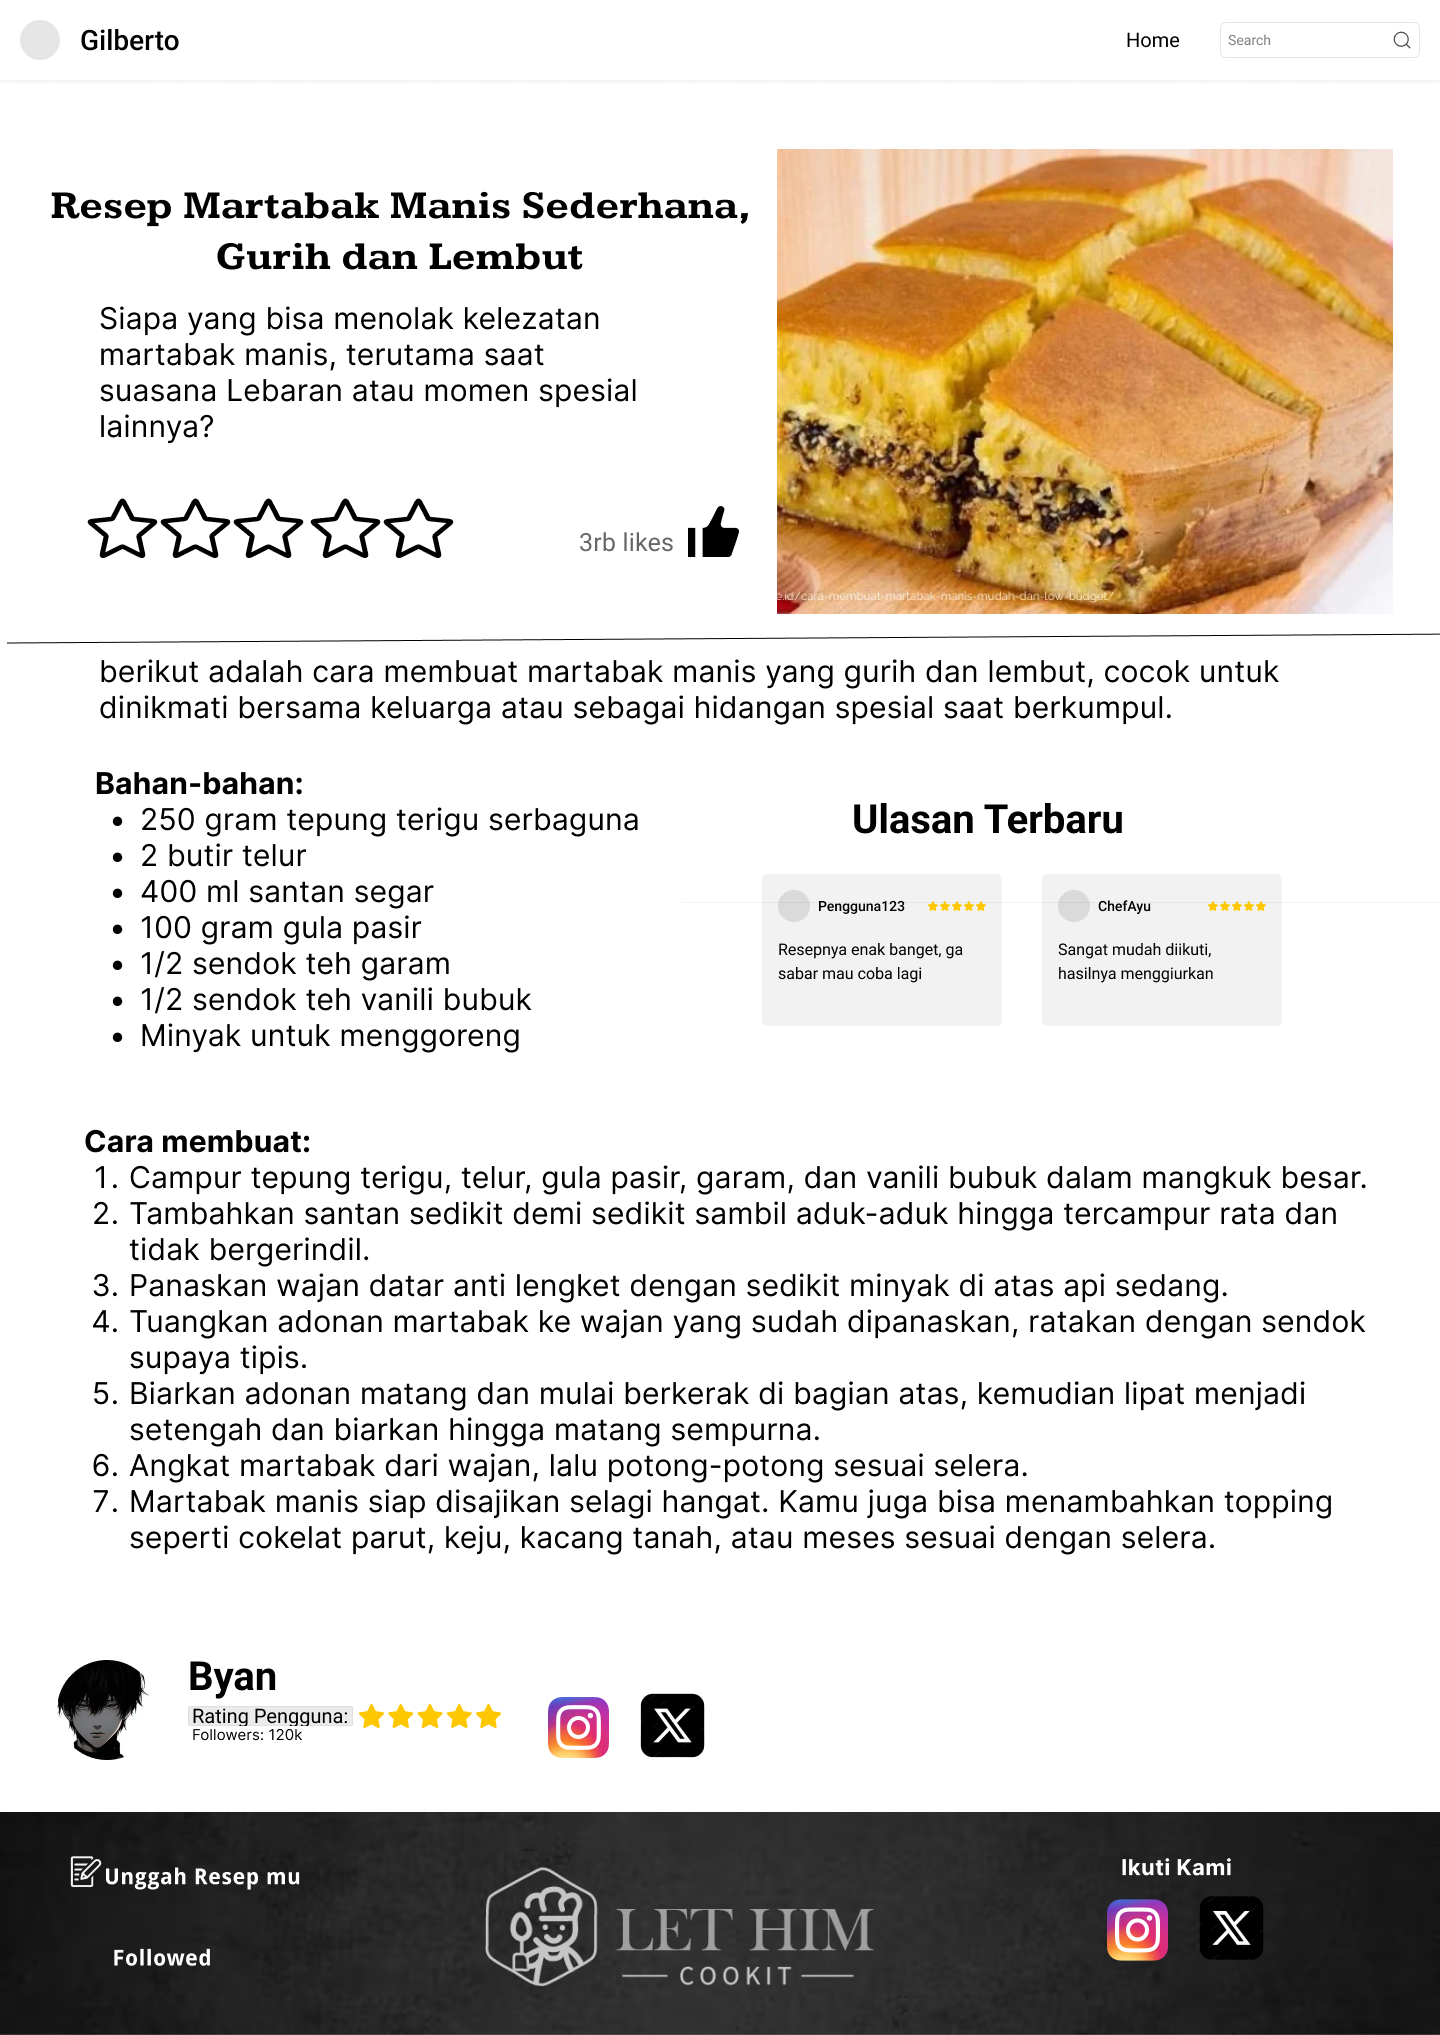 Gilberto
Home
Search
Resep Martabak Manis Sederhana,
Gurih dan Lembut
Siapa yang bisa menolak kelezatan
martabak manis, terutama saat
suasana Lebaran atau momen spesial
lainnya?
3rb likes
e.id/cara-membuat-martabak-manis-mudah-dan-low-budget/
berikut adalah cara membuat martabak manis yang gurih dan lembut, cocok untuk
dinikmati bersama keluarga atau sebagai hidangan spesial saat berkumpul.
Bahan-bahan:
• 250 gram tepung terigu serbaguna
• 2 butir telur
• 400 ml santan segar
• 100 gram gula pasir
• 1/2 sendok teh garam
• 1/2 sendok teh vanili bubuk
• Minyak untuk menggoreng
Ulasan Terbaru
Pengguna123
Resepnya enak banget, ga
sabar mau coba lagi
ChefAyu
Sangat mudah diikuti,
hasilnya menggiurkan
Cara membuat:
1. Campur tepung terigu, telur, gula pasir, garam, dan vanili bubuk dalam mangkuk besar.
2. Tambahkan santan sedikit demi sedikit sambil aduk-aduk hingga tercampur rata dan
tidak bergerindil.
3. Panaskan wajan datar anti lengket dengan sedikit minyak di atas api sedang.
4. Tuangkan adonan martabak ke wajan yang sudah dipanaskan, ratakan dengan sendok
supaya tipis.
5. Biarkan adonan matang dan mulai berkerak di bagian atas, kemudian lipat menjadi
setengah dan biarkan hingga matang sempurna.
6. Angkat martabak dari wajan, lalu potong-potong sesuai selera.
7. Martabak manis siap disajikan selagi hangat. Kamu juga bisa menambahkan topping
seperti cokelat parut, keju, kacang tanah, atau meses sesuai dengan selera.
Byan
Rating Pengguna:
Followers: 120k
Unggah Resep mu
Followed
LET HIM
COOKIT
Ikuti Kami